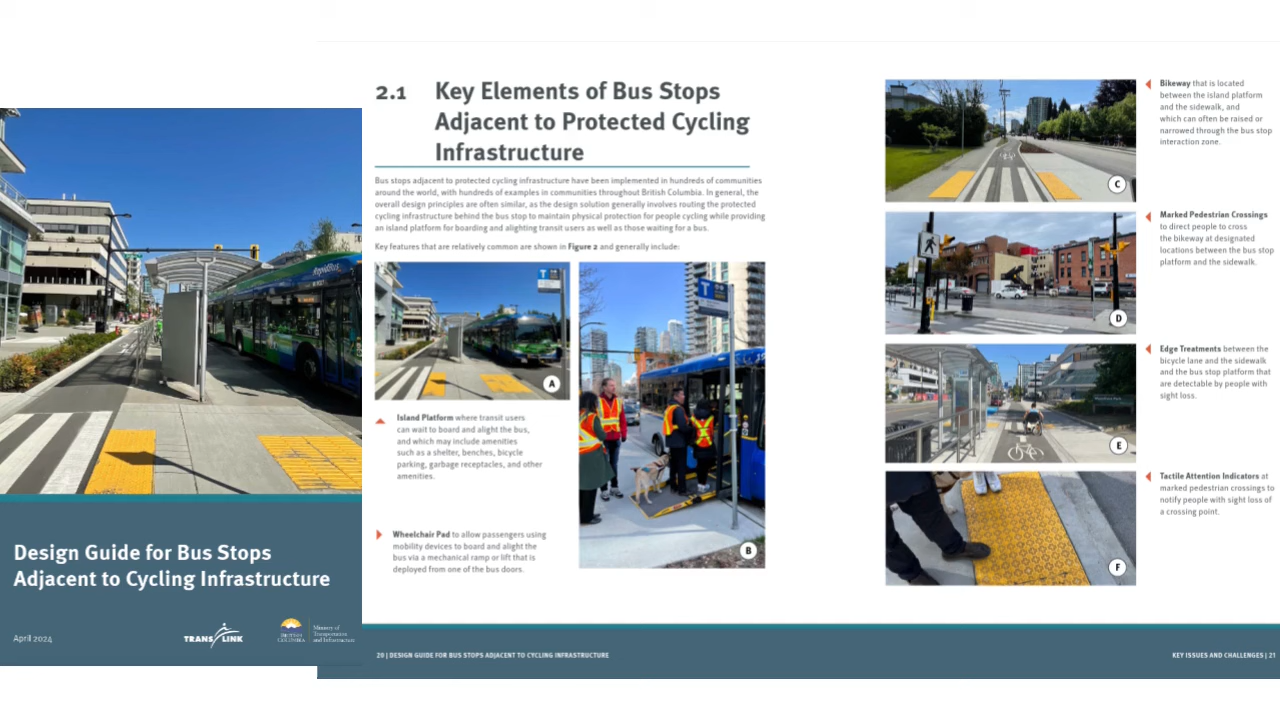 Design Guide for Bus Stops
Adjacent to Cycling Infrastructure
April 2024
TRANSLINK
BRITISH
COLUMBIA
Ministry of
Transportation
and Infrastructure
2.1 Key Elements of Bus Stops
Adjacent to Protected Cycling
Infrastructure
Bus stops adjacent to protected cycling infrastructure have been implemented in hundreds of communities
around the world, with hundreds of examples in communities throughout British Columbia. In general, the
overall design principles are often similar, as the design solution generally involves routing the protected
cycling infrastructure behind the bus stop to maintain physical protection for people cycling while providing
an island platform for boarding and alighting transit users as well as those waiting for a bus.
Key features that are relatively common are shown in Figure 2 and generally include:
T
A
Island Platform where transit users
can wait to board and alight the bus,
and which may include amenities
such as a shelter, benches, bicycle
parking, garbage receptacles, and other
amenities.
Wheelchair Pad to allow passengers using
mobility devices to board and alight the
bus via a mechanical ramp or lift that is
deployed from one of the bus doors.
T
B
20 | DESIGN GUIDE FOR BUS STOPS ADJACENT TO CYCLING INFRASTRUCTURE
C
Bikeway that is located
between the island platform
and the sidewalk, and
which can often be raised or
narrowed through the bus stop
interaction zone.
D
Marked Pedestrian Crossings
to direct people to cross
the bikeway at designated
locations between the bus stop
platform and the sidewalk.
E
Edge Treatments between the
bicycle lane and the sidewalk
and the bus stop platform that
are detectable by people with
sight loss.
F
Tactile Attention Indicators at
marked pedestrian crossings to
notify people with sight loss of
a crossing point.
KEY ISSUES AND CHALLENGES | 21